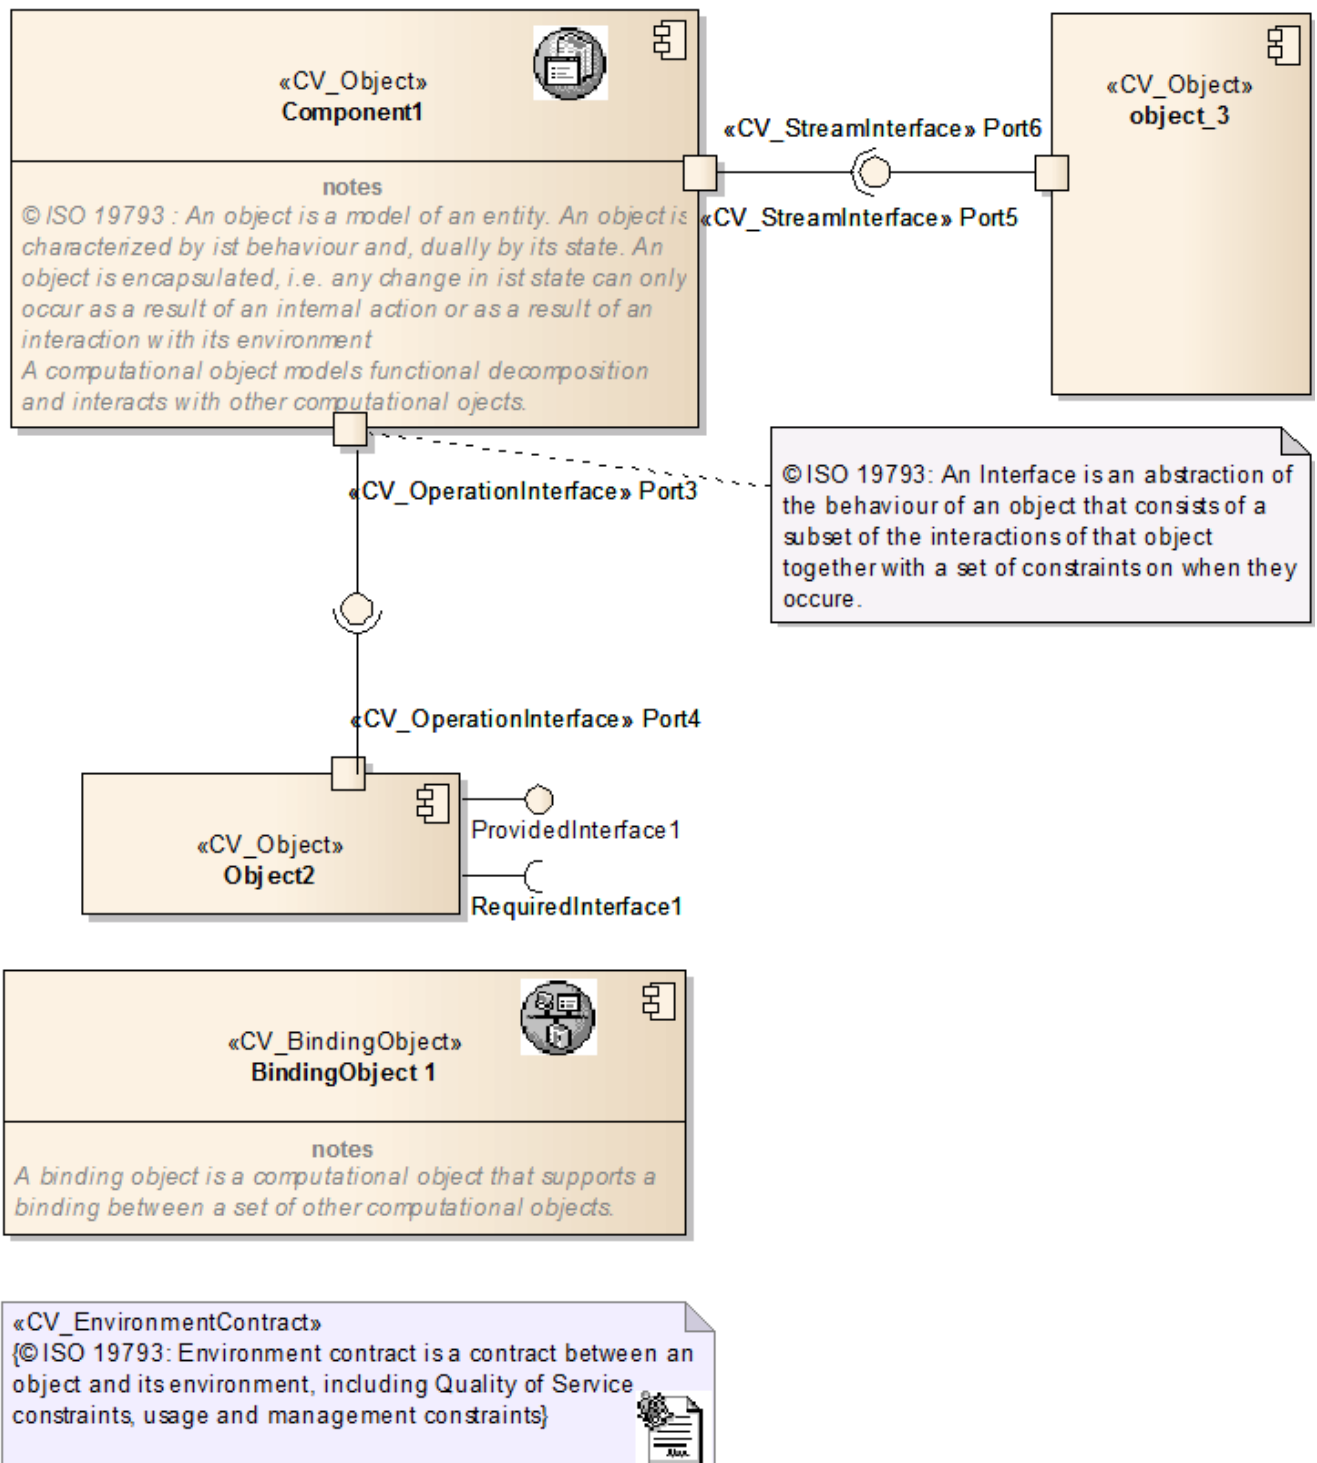 «CV_Object»
Component1
notes
© ISO 19793 : An object is a model of an entity. An object is
characterized by ist behaviour and, dually by its state. An
object is encapsulated, i.e. any change in ist state can only
occur as a result of an internal action or as a result of an
interaction with its environment
A computational object models functional decomposition
and interacts with other computational ojects.
«CV_StreamInterface» Port6
«CV_StreamInterface» Port5
«CV_Object»
object_3
«CV_OperationInterface» Port3
© ISO 19793: An Interface is an abstraction of
the behaviour of an object that consists of a
subset of the interactions of that object
together with a set of constraints on when they
occure.
«CV_OperationInterface» Port4
«CV_Object»
Object2
ProvidedInterface1
RequiredInterface1
«CV_BindingObject»
BindingObject 1
notes
A binding object is a computational object that supports a
binding between a set of other computational objects.
«CV_EnvironmentContract»
{© ISO 19793: Environment contract is a contract between an
object and its environment, including Quality of Service
constraints, usage and management constraints}